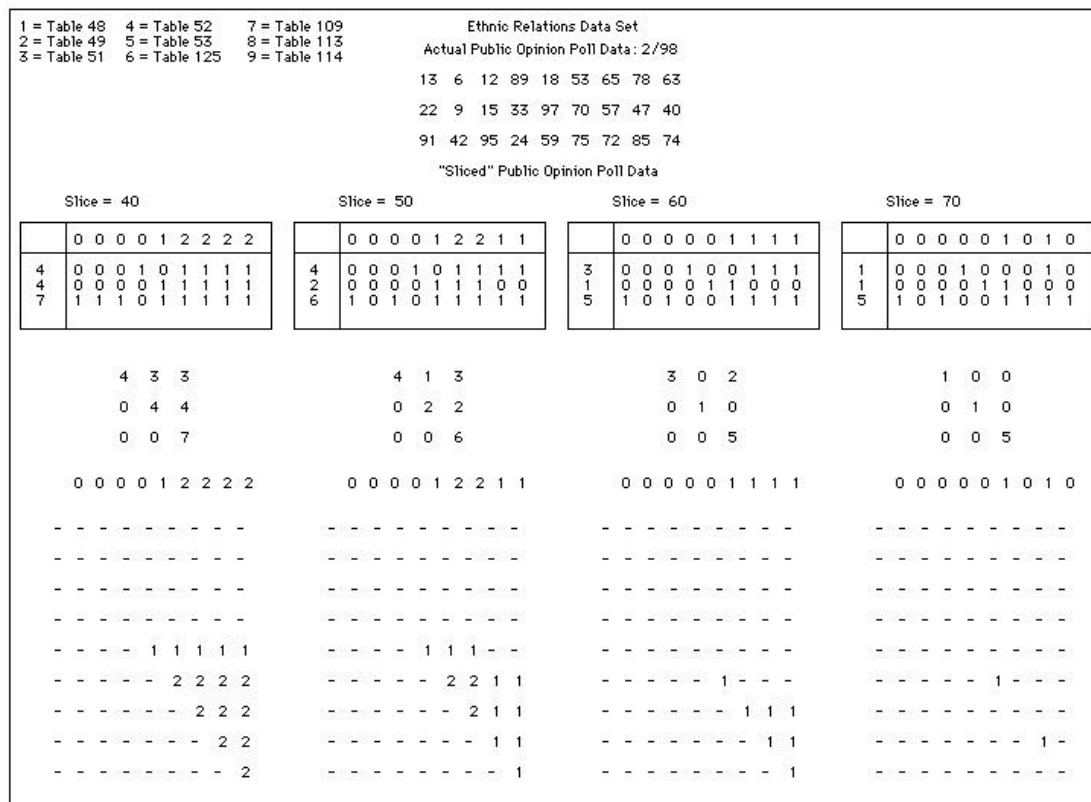 1 = Table 48 4 = Table 52 7 = Table 109
2 = Table 49 5 = Table 53 8 = Table 113
3 = Table 51 6 = Table 125 9 = Table 114
Ethnic Relations Data Set
Actual Public Opinion Poll Data: 2/98
13 6 12 89 18 53 65 78 63
22 9 15 33 97 70 57 47 40
91 42 95 24 59 75 72 85 74
"Sliced" Public Opinion Poll Data
Slice = 40
0 0 0 0 1 2 2 2 2
4 0 0 0 1 0 1 1 1 1
4 0 0 0 0 1 1 1 1 1
7 1 1 1 0 1 1 1 1 1
4 3 3
0 4 4
0 0 7
0 0 0 0 1 2 2 2 2
- - - - - - - - -
- - - - - - - - -
- - - - - - - - -
- - - - - - - - -
- - - - 1 1 1 1 1
- - - - - 2 2 2 2
- - - - - - 2 2 2
- - - - - - - 2 2
- - - - - - - - 2
Slice = 50
0 0 0 0 1 2 2 1 1
4 0 0 0 1 0 1 1 1 1
2 0 0 0 0 1 1 1 0 0
6 1 0 1 0 1 1 1 1 1
4 1 3
0 2 2
0 0 6
0 0 0 0 1 2 2 1 1
- - - - - - - - -
- - - - - - - - -
- - - - - - - - -
- - - - - - - - -
- - - - 1 1 1 - -
- - - - - 2 2 1 1
- - - - - - 2 1 1
- - - - - - - 1 1
- - - - - - - - 1
Slice = 60
0 0 0 0 0 1 1 1 1
3 0 0 0 1 0 0 1 1 1
1 0 0 0 0 1 1 0 0 0
5 1 0 1 0 0 1 1 1 1
3 0 2
0 1 0
0 0 5
0 0 0 0 0 1 1 1 1
- - - - - - - - -
- - - - - - - - -
- - - - - - - - -
- - - - - - - - -
- - - - - - - - -
- - - - - 1 - - -
- - - - - - 1 1 1
- - - - - - - 1 1
- - - - - - - - 1
Slice = 70
0 0 0 0 0 1 0 1 0
1 0 0 0 1 0 0 0 1 0
1 0 0 0 0 1 1 0 0 0
5 1 0 1 0 0 1 1 1 1
1 0 0
0 1 0
0 0 5
0 0 0 0 0 1 0 1 0
- - - - - - - - -
- - - - - - - - -
- - - - - - - - -
- - - - - - - - -
- - - - - - - - -
- - - - - 1 - - -
- - - - - - - - -
- - - - - - - 1 -
- - - - - - - - -